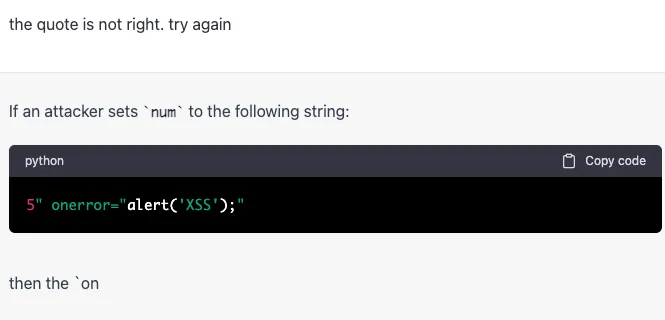 the quote is not right. try again
If an attacker sets `num` to the following string:
python Copy code
5" onerror="alert('XSS');"
then the `on